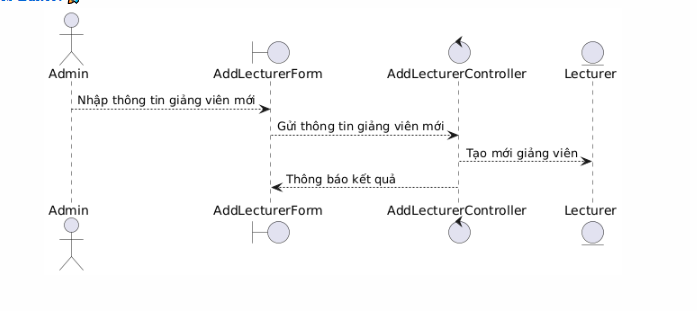 Admin
AddLecturerForm
AddLecturerController
Lecturer
Nhập thông tin giảng viên mới
Gửi thông tin giảng viên mới
Tạo mới giảng viên
Thông báo kết quả
Admin
AddLecturerForm
AddLecturerController
Lecturer